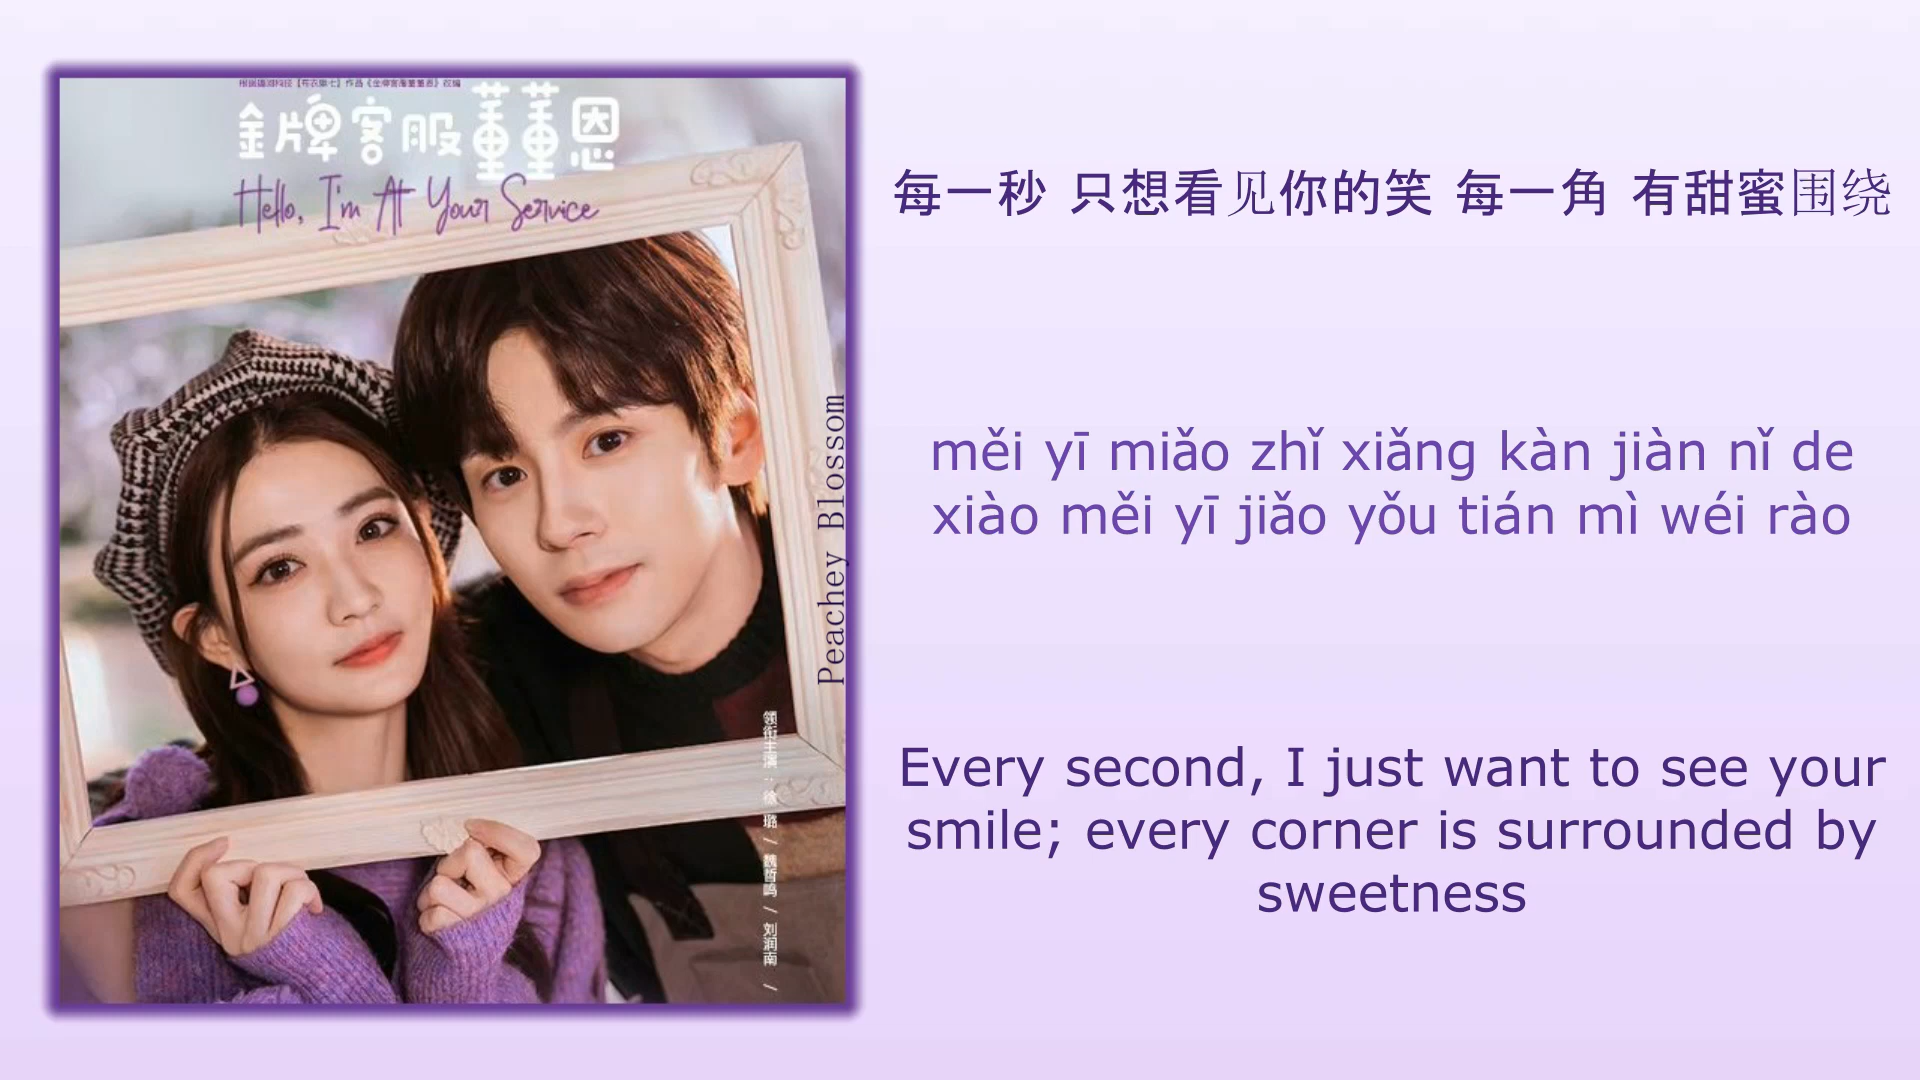 金牌客服董董恩
Hello, I'm At Your Service
Peachey Blossom
领衔主演：徐 璐 / 魏哲鸣 / 刘润南 /
每一秒 只想看见你的笑 每一角 有甜蜜围绕
měi yī miǎo zhǐ xiǎng kàn jiàn nǐ de
xiào měi yī jiǎo yǒu tián mì wéi rào
Every second, I just want to see your
smile; every corner is surrounded by
sweetness